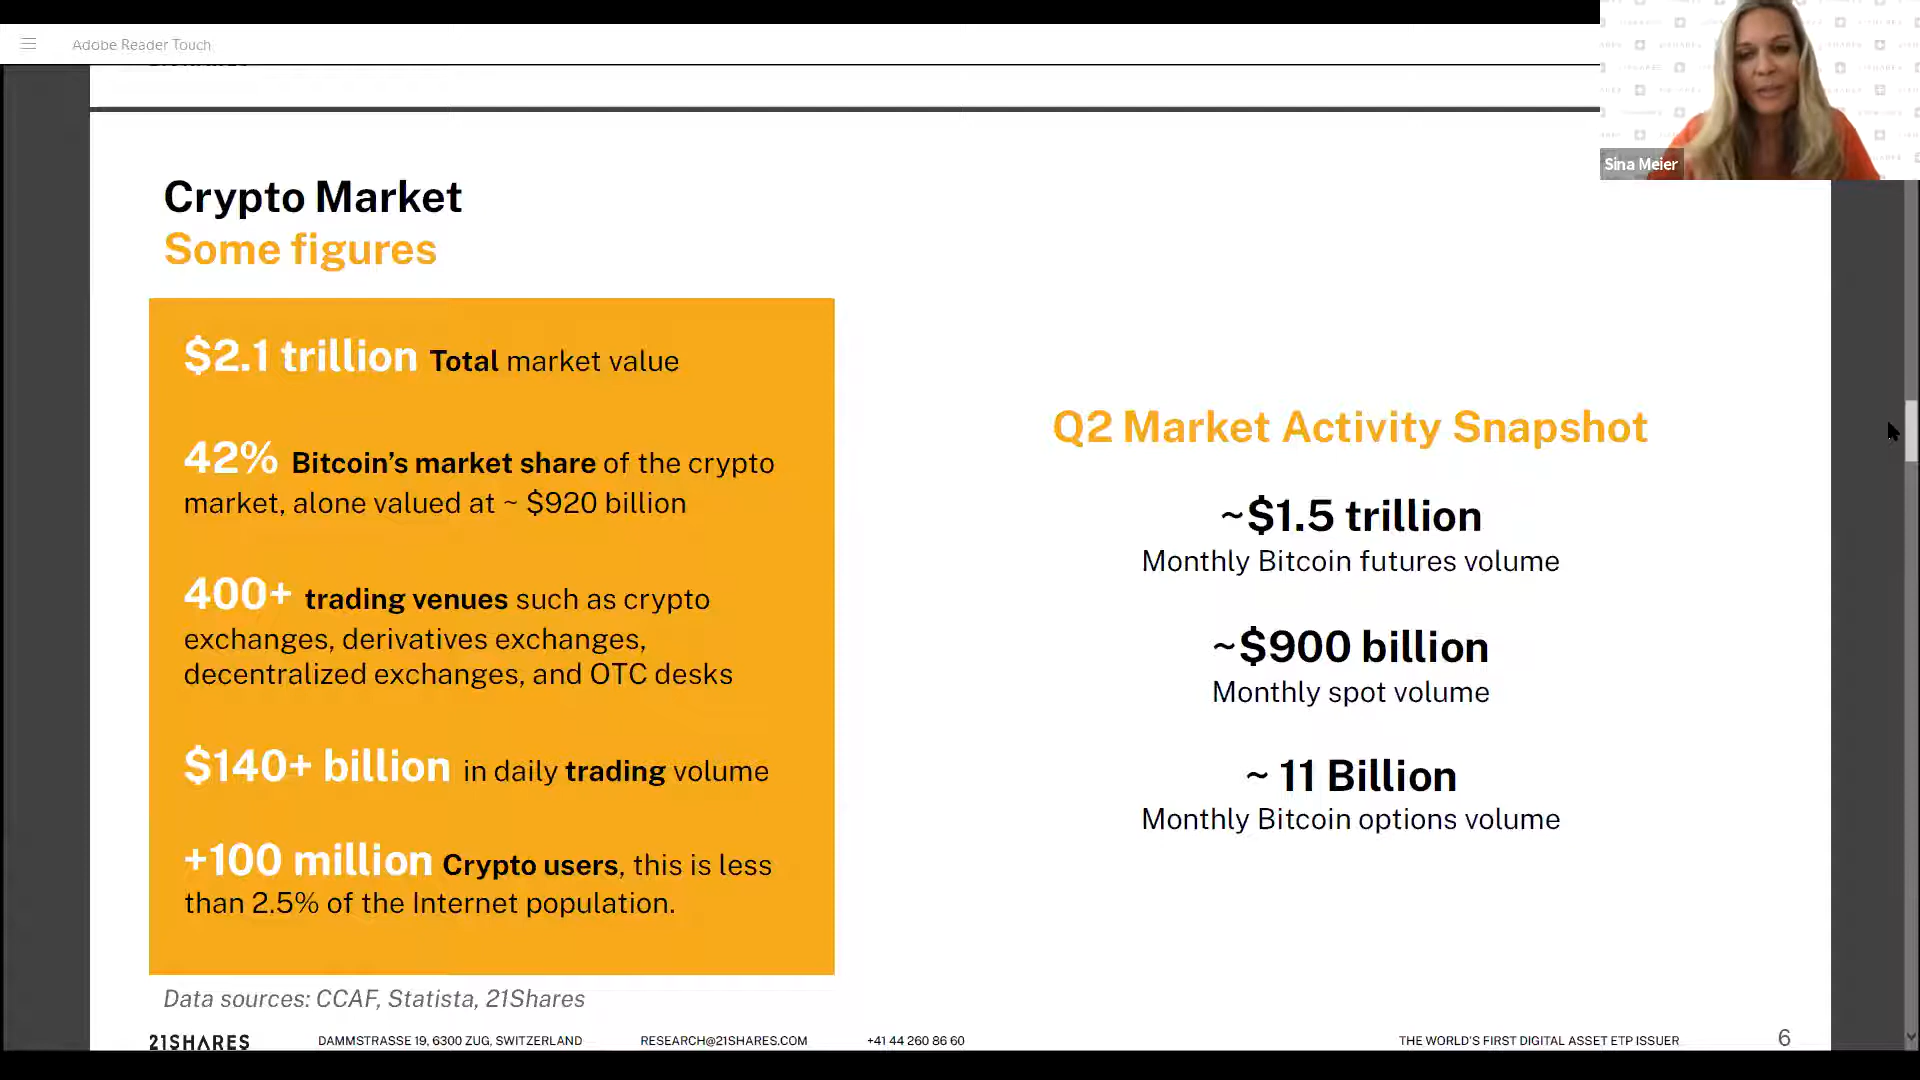 Adobe Reader Touch
Sina Meier
Crypto Market
Some figures
$2.1 trillion Total market value
42% Bitcoin’s market share of the crypto
market, alone valued at ~ $920 billion
400+ trading venues such as crypto
exchanges, derivatives exchanges,
decentralized exchanges, and OTC desks
$140+ billion in daily trading volume
+100 million Crypto users, this is less
than 2.5% of the Internet population.
Data sources: CCAF, Statista, 21Shares
Q2 Market Activity Snapshot
~$1.5 trillion
Monthly Bitcoin futures volume
~$900 billion
Monthly spot volume
~ 11 Billion
Monthly Bitcoin options volume
21SHARES DAMMSTRASSE 19, 6300 ZUG, SWITZERLAND RESEARCH@21SHARES.COM +41 44 260 86 60 THE WORLD'S FIRST DIGITAL ASSET ETP ISSUER 6